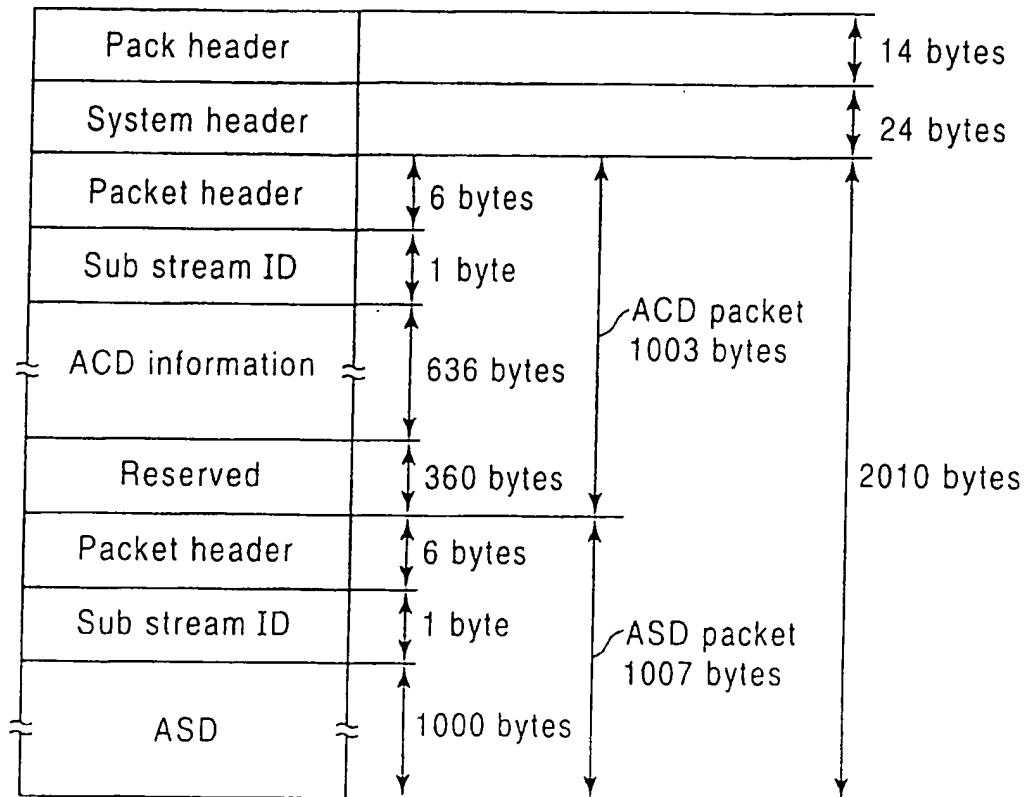 Pack header
14 bytes
System header
24 bytes
Packet header
6 bytes
Sub stream ID
1 byte
ACD information
636 bytes
ACD packet
1003 bytes
Reserved
360 bytes
2010 bytes
Packet header
6 bytes
Sub stream ID
1 byte
ASD packet
1007 bytes
ASD
1000 bytes